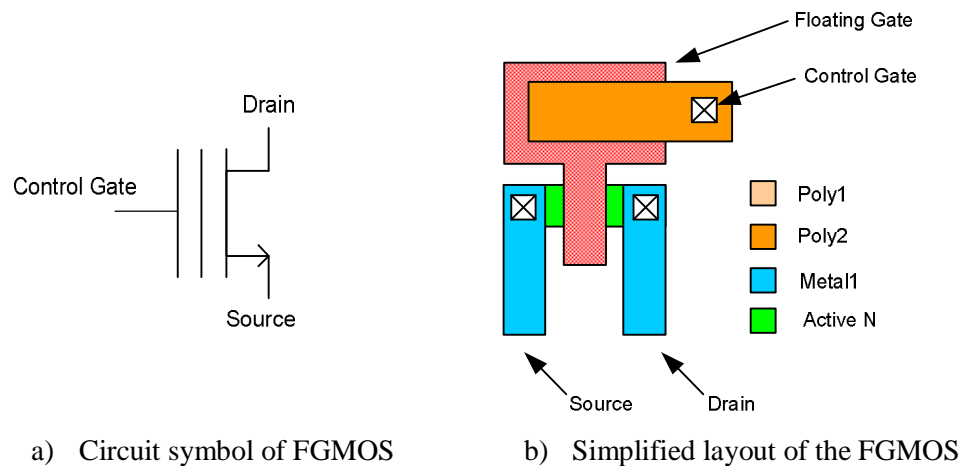 Drain
Control Gate
Source
Floating Gate
Control Gate
Poly1
Poly2
Metal1
Active N
Source
Drain
a) Circuit symbol of FGMOS
b) Simplified layout of the FGMOS